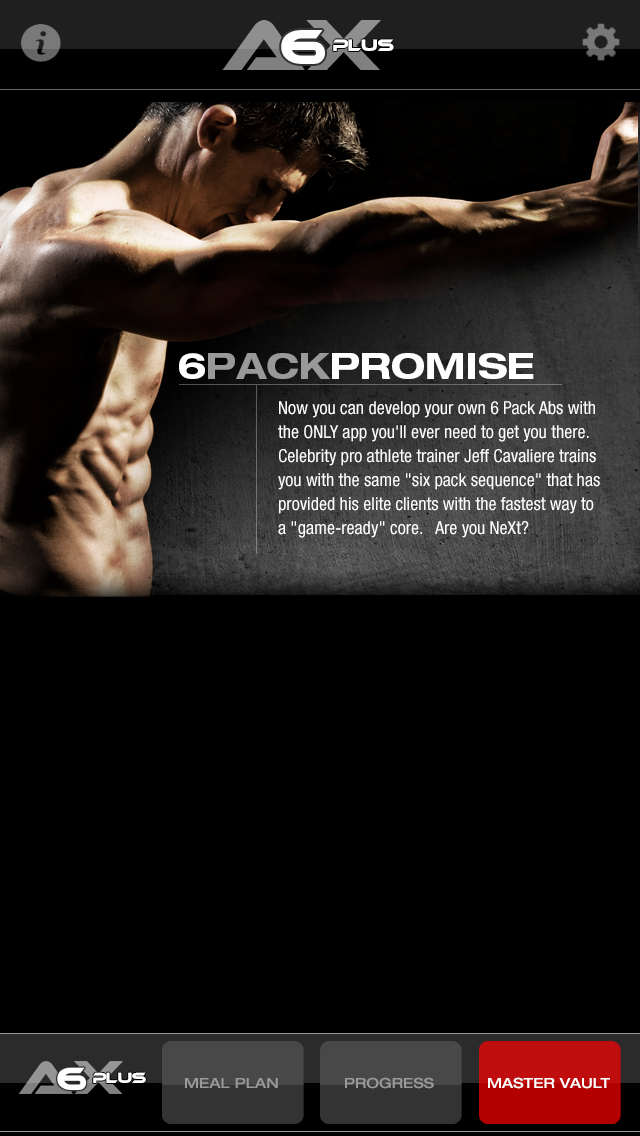 i
A6X PLUS
6PACKPROMISE
Now you can develop your own 6 Pack Abs with
the ONLY app you'll ever need to get you there.
Celebrity pro athlete trainer Jeff Cavaliere trains
you with the same "six pack sequence" that has
provided his elite clients with the fastest way to
a "game-ready" core. Are you NeXt?
A6X PLUS
MEAL PLAN
PROGRESS
MASTER VAULT